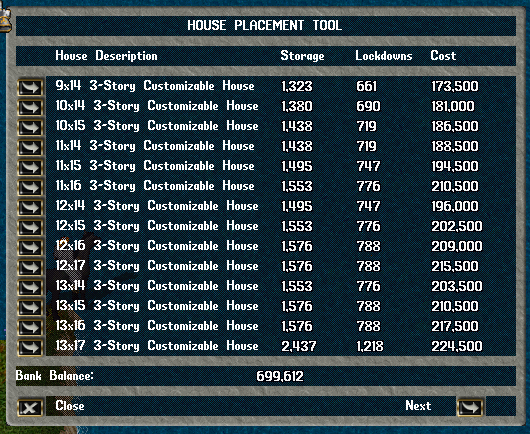 HOUSE PLACEMENT TOOL
House Description Storage Lockdowns Cost
9x14 3-Story Customizable House 1,323 661 173,500
10x14 3-Story Customizable House 1,380 690 181,000
10x15 3-Story Customizable House 1,438 719 186,500
11x14 3-Story Customizable House 1,438 719 188,500
11x15 3-Story Customizable House 1,495 747 194,500
11x16 3-Story Customizable House 1,553 776 210,500
12x14 3-Story Customizable House 1,495 747 196,000
12x15 3-Story Customizable House 1,553 776 202,500
12x16 3-Story Customizable House 1,576 788 209,000
12x17 3-Story Customizable House 1,576 788 215,500
13x14 3-Story Customizable House 1,553 776 203,500
13x15 3-Story Customizable House 1,576 788 210,500
13x16 3-Story Customizable House 1,576 788 217,500
13x17 3-Story Customizable House 2,437 1,218 224,500
Bank Balance: 699,612
Close Next